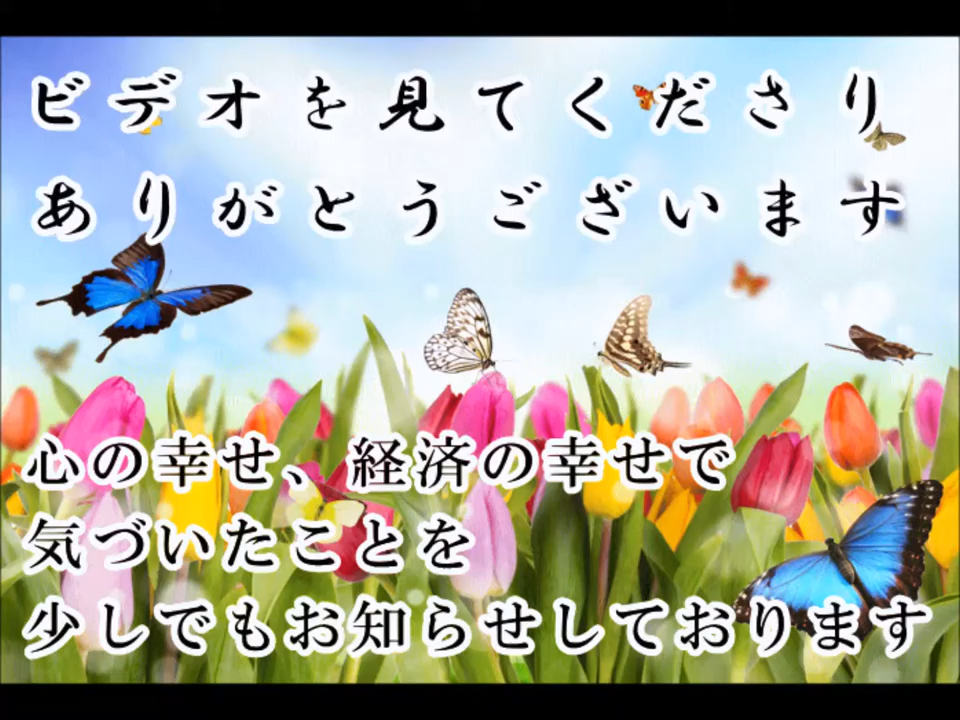 ビデオを見てくださり
ありがとうございます
心の幸せ、経済の幸せで
気づいたことを
少しでもお知らせしております